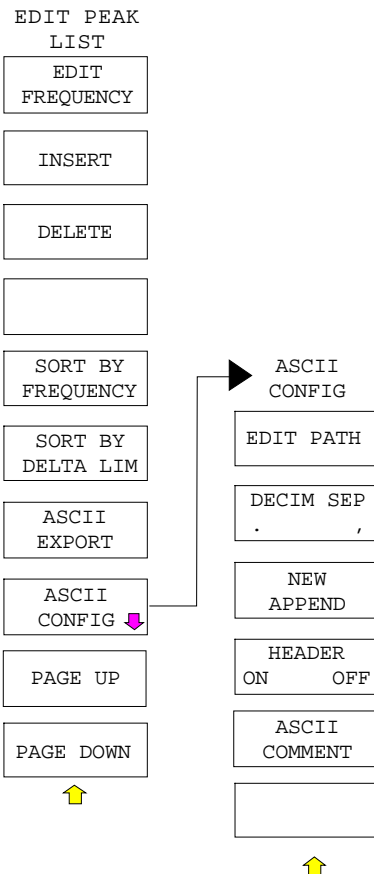 EDIT PEAK
LIST
EDIT
FREQUENCY
INSERT
DELETE
SORT BY
FREQUENCY
SORT BY
DELTA LIM
ASCII
EXPORT
ASCII
CONFIG
PAGE UP
PAGE DOWN
ASCII
CONFIG
EDIT PATH
DECIM SEP
. ,
NEW
APPEND
HEADER
ON OFF
ASCII
COMMENT